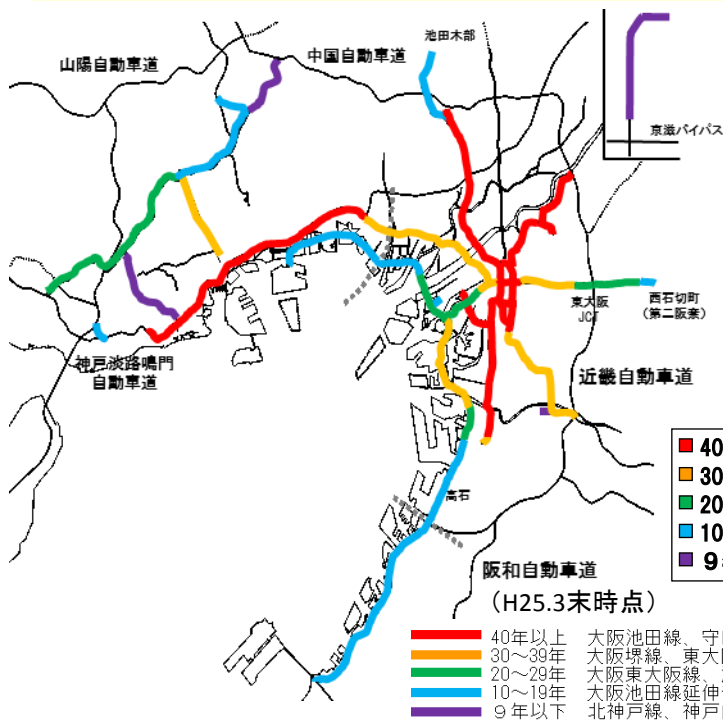 池田木部
中国自動車道
山陽自動車道
京滋バイパス
東大阪
JCT
西石切町
(第二阪奈)
神戸淡路鳴門
自動車道
近畿自動車道
40
30
20
10
9
高石
阪和自動車道
(H25.3末時点)
40年以上 大阪池田線、守
30～39年 大阪堺線、東大
20～29年 大阪東大阪線、
10～19年 大阪池田線延伸
9年以下 北神戸線、神戸